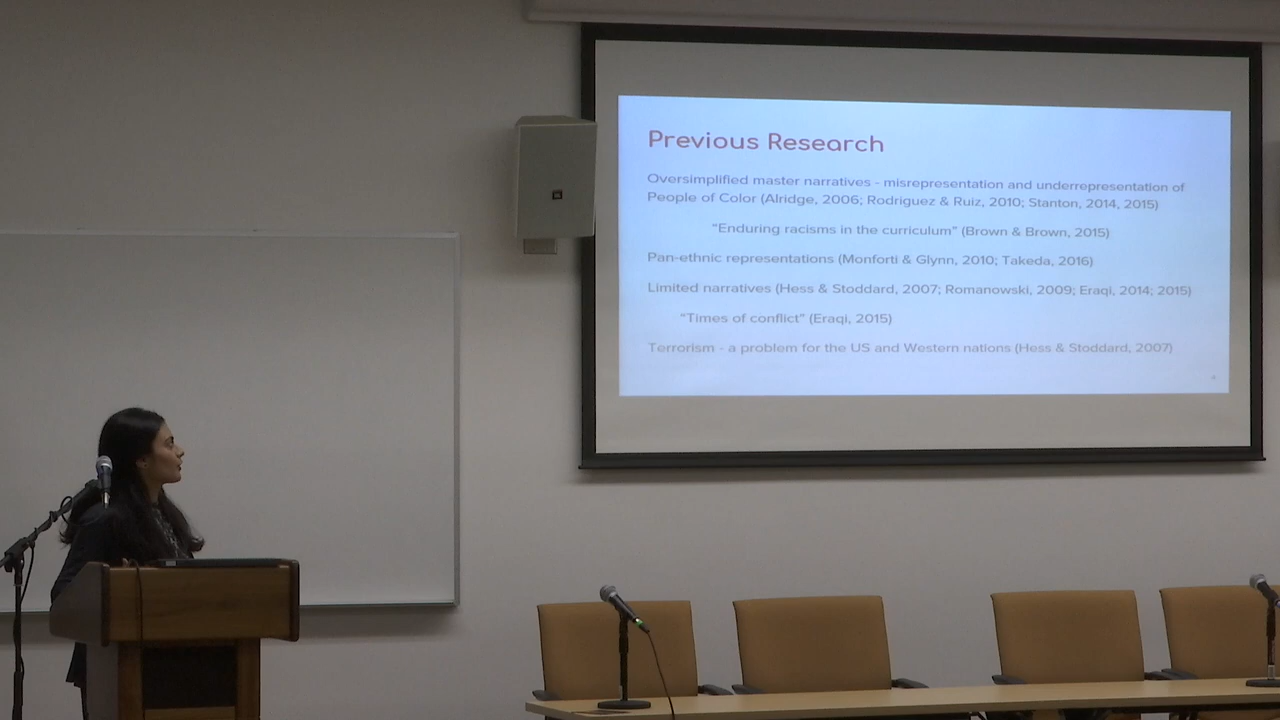 Previous Research
Oversimplified master narratives - misrepresentation and underrepresentation of
People of Color (Alridge, 2006; Rodriguez & Ruiz, 2010; Stanton, 2014, 2015)
“Enduring racisms in the curriculum” (Brown & Brown, 2015)
Pan-ethnic representations (Monforti & Glynn, 2010; Takeda, 2016)
Limited narratives (Hess & Stoddard, 2007; Romanowski, 2009; Eraqi, 2014; 2015)
“Times of conflict” (Eraqi, 2015)
Terrorism - a problem for the US and Western nations (Hess & Stoddard, 2007)